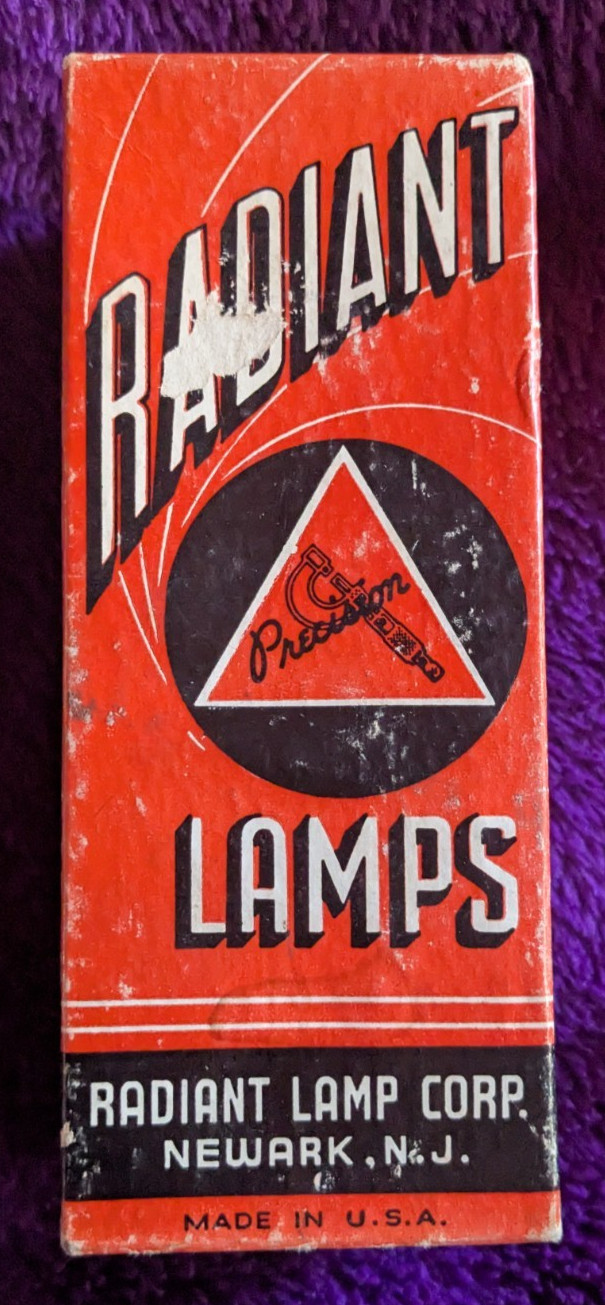 RADIANT
Precision
LAMPS
RADIANT LAMP CORP.
NEWARK, N.J.
MADE IN U.S.A.